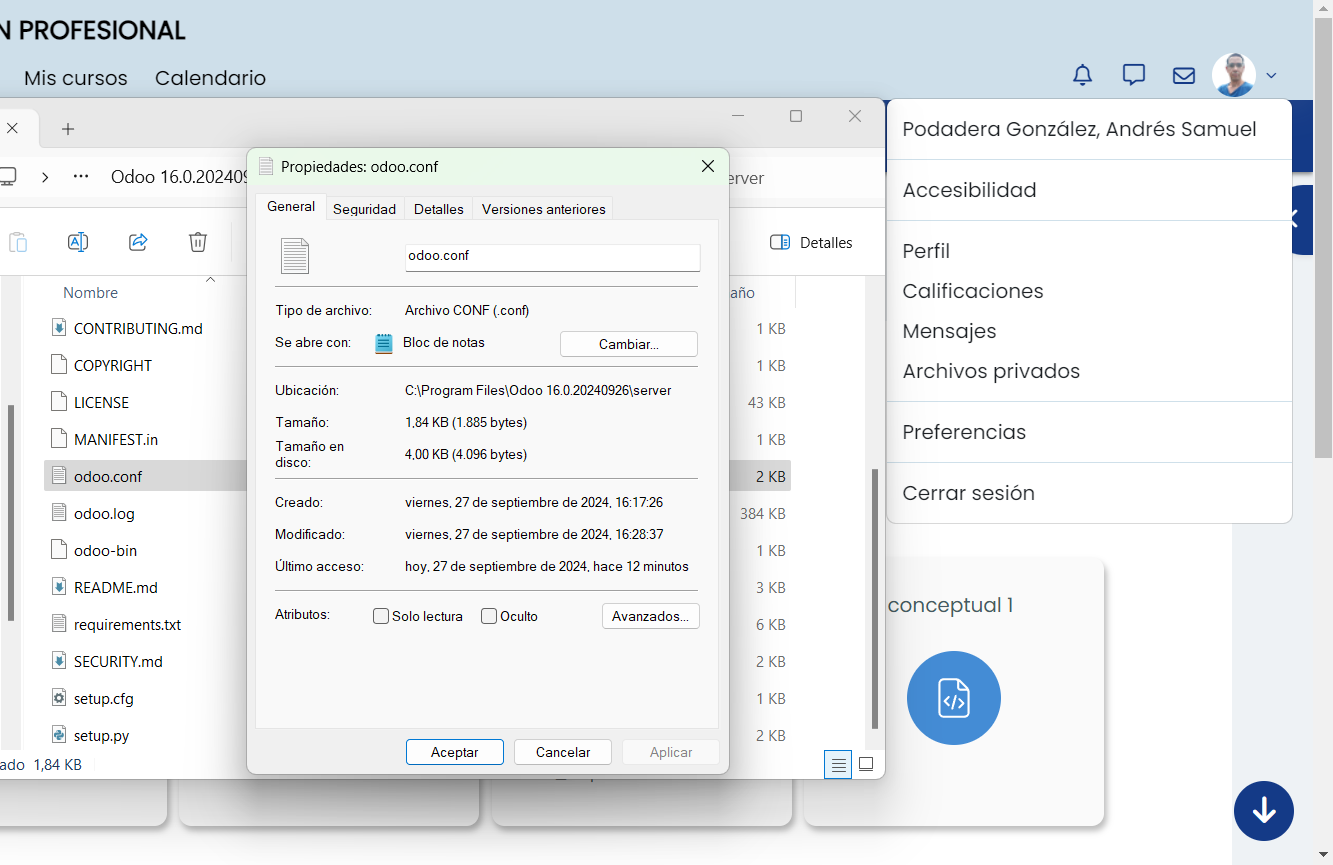 N PROFESIONAL
Mis cursos Calendario
Podadera González, Andrés Samuel
Accesibilidad
Perfil
Calificaciones
Mensajes
Archivos privados
Preferencias
Cerrar sesión
Odoo 16.0.202409
erver
Detalles
Nombre
año
CONTRIBUTING.md 1 KB
COPYRIGHT 1 KB
LICENSE 43 KB
MANIFEST.in 1 KB
odoo.conf 2 KB
odoo.log 384 KB
odoo-bin 1 KB
README.md 3 KB
requirements.txt 6 KB
SECURITY.md 2 KB
setup.cfg 1 KB
setup.py 2 KB
ado 1,84 KB
Propiedades: odoo.conf
General Seguridad Detalles Versiones anteriores
odoo.conf
Tipo de archivo: Archivo CONF (.conf)
Se abre con: Bloc de notas Cambiar...
Ubicación: C:\Program Files\Odoo 16.0.20240926\server
Tamaño: 1,84 KB (1.885 bytes)
Tamaño en
disco: 4,00 KB (4.096 bytes)
Creado: viernes, 27 de septiembre de 2024, 16:17:26
Modificado: viernes, 27 de septiembre de 2024, 16:28:37
Último acceso: hoy, 27 de septiembre de 2024, hace 12 minutos
Atributos: Solo lectura Oculto Avanzados...
Aceptar Cancelar Aplicar
conceptual 1